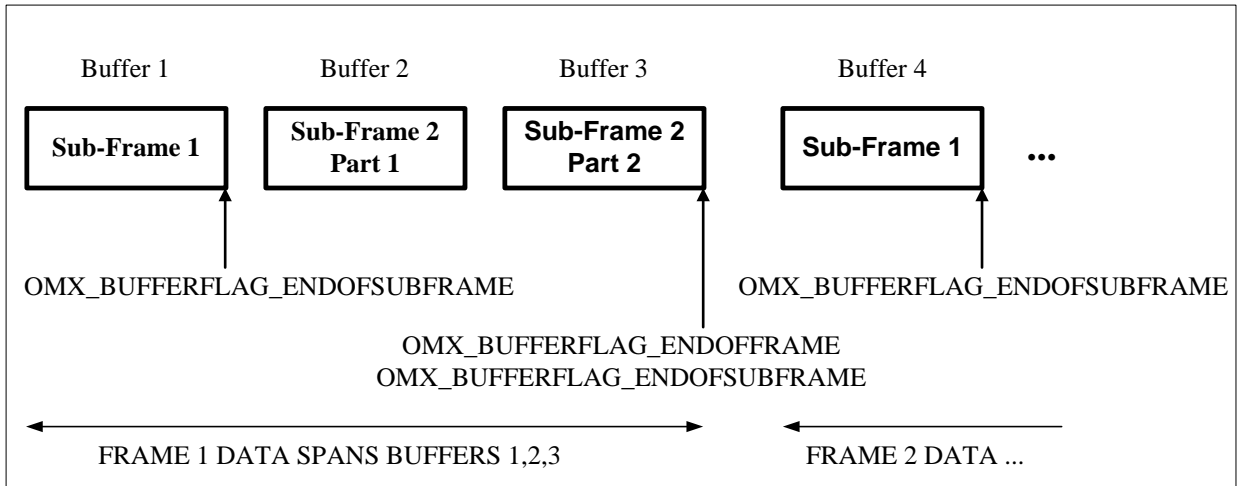 Buffer 1
Buffer 2
Buffer 3
Buffer 4
Sub-Frame 1
Sub-Frame 2
Part 1
Sub-Frame 2
Part 2
Sub-Frame 1
...
OMX_BUFFERFLAG_ENDOFSUBFRAME
OMX_BUFFERFLAG_ENDOFSUBFRAME
OMX_BUFFERFLAG_ENDOFFRAME
OMX_BUFFERFLAG_ENDOFSUBFRAME
FRAME 1 DATA SPANS BUFFERS 1,2,3
FRAME 2 DATA ...